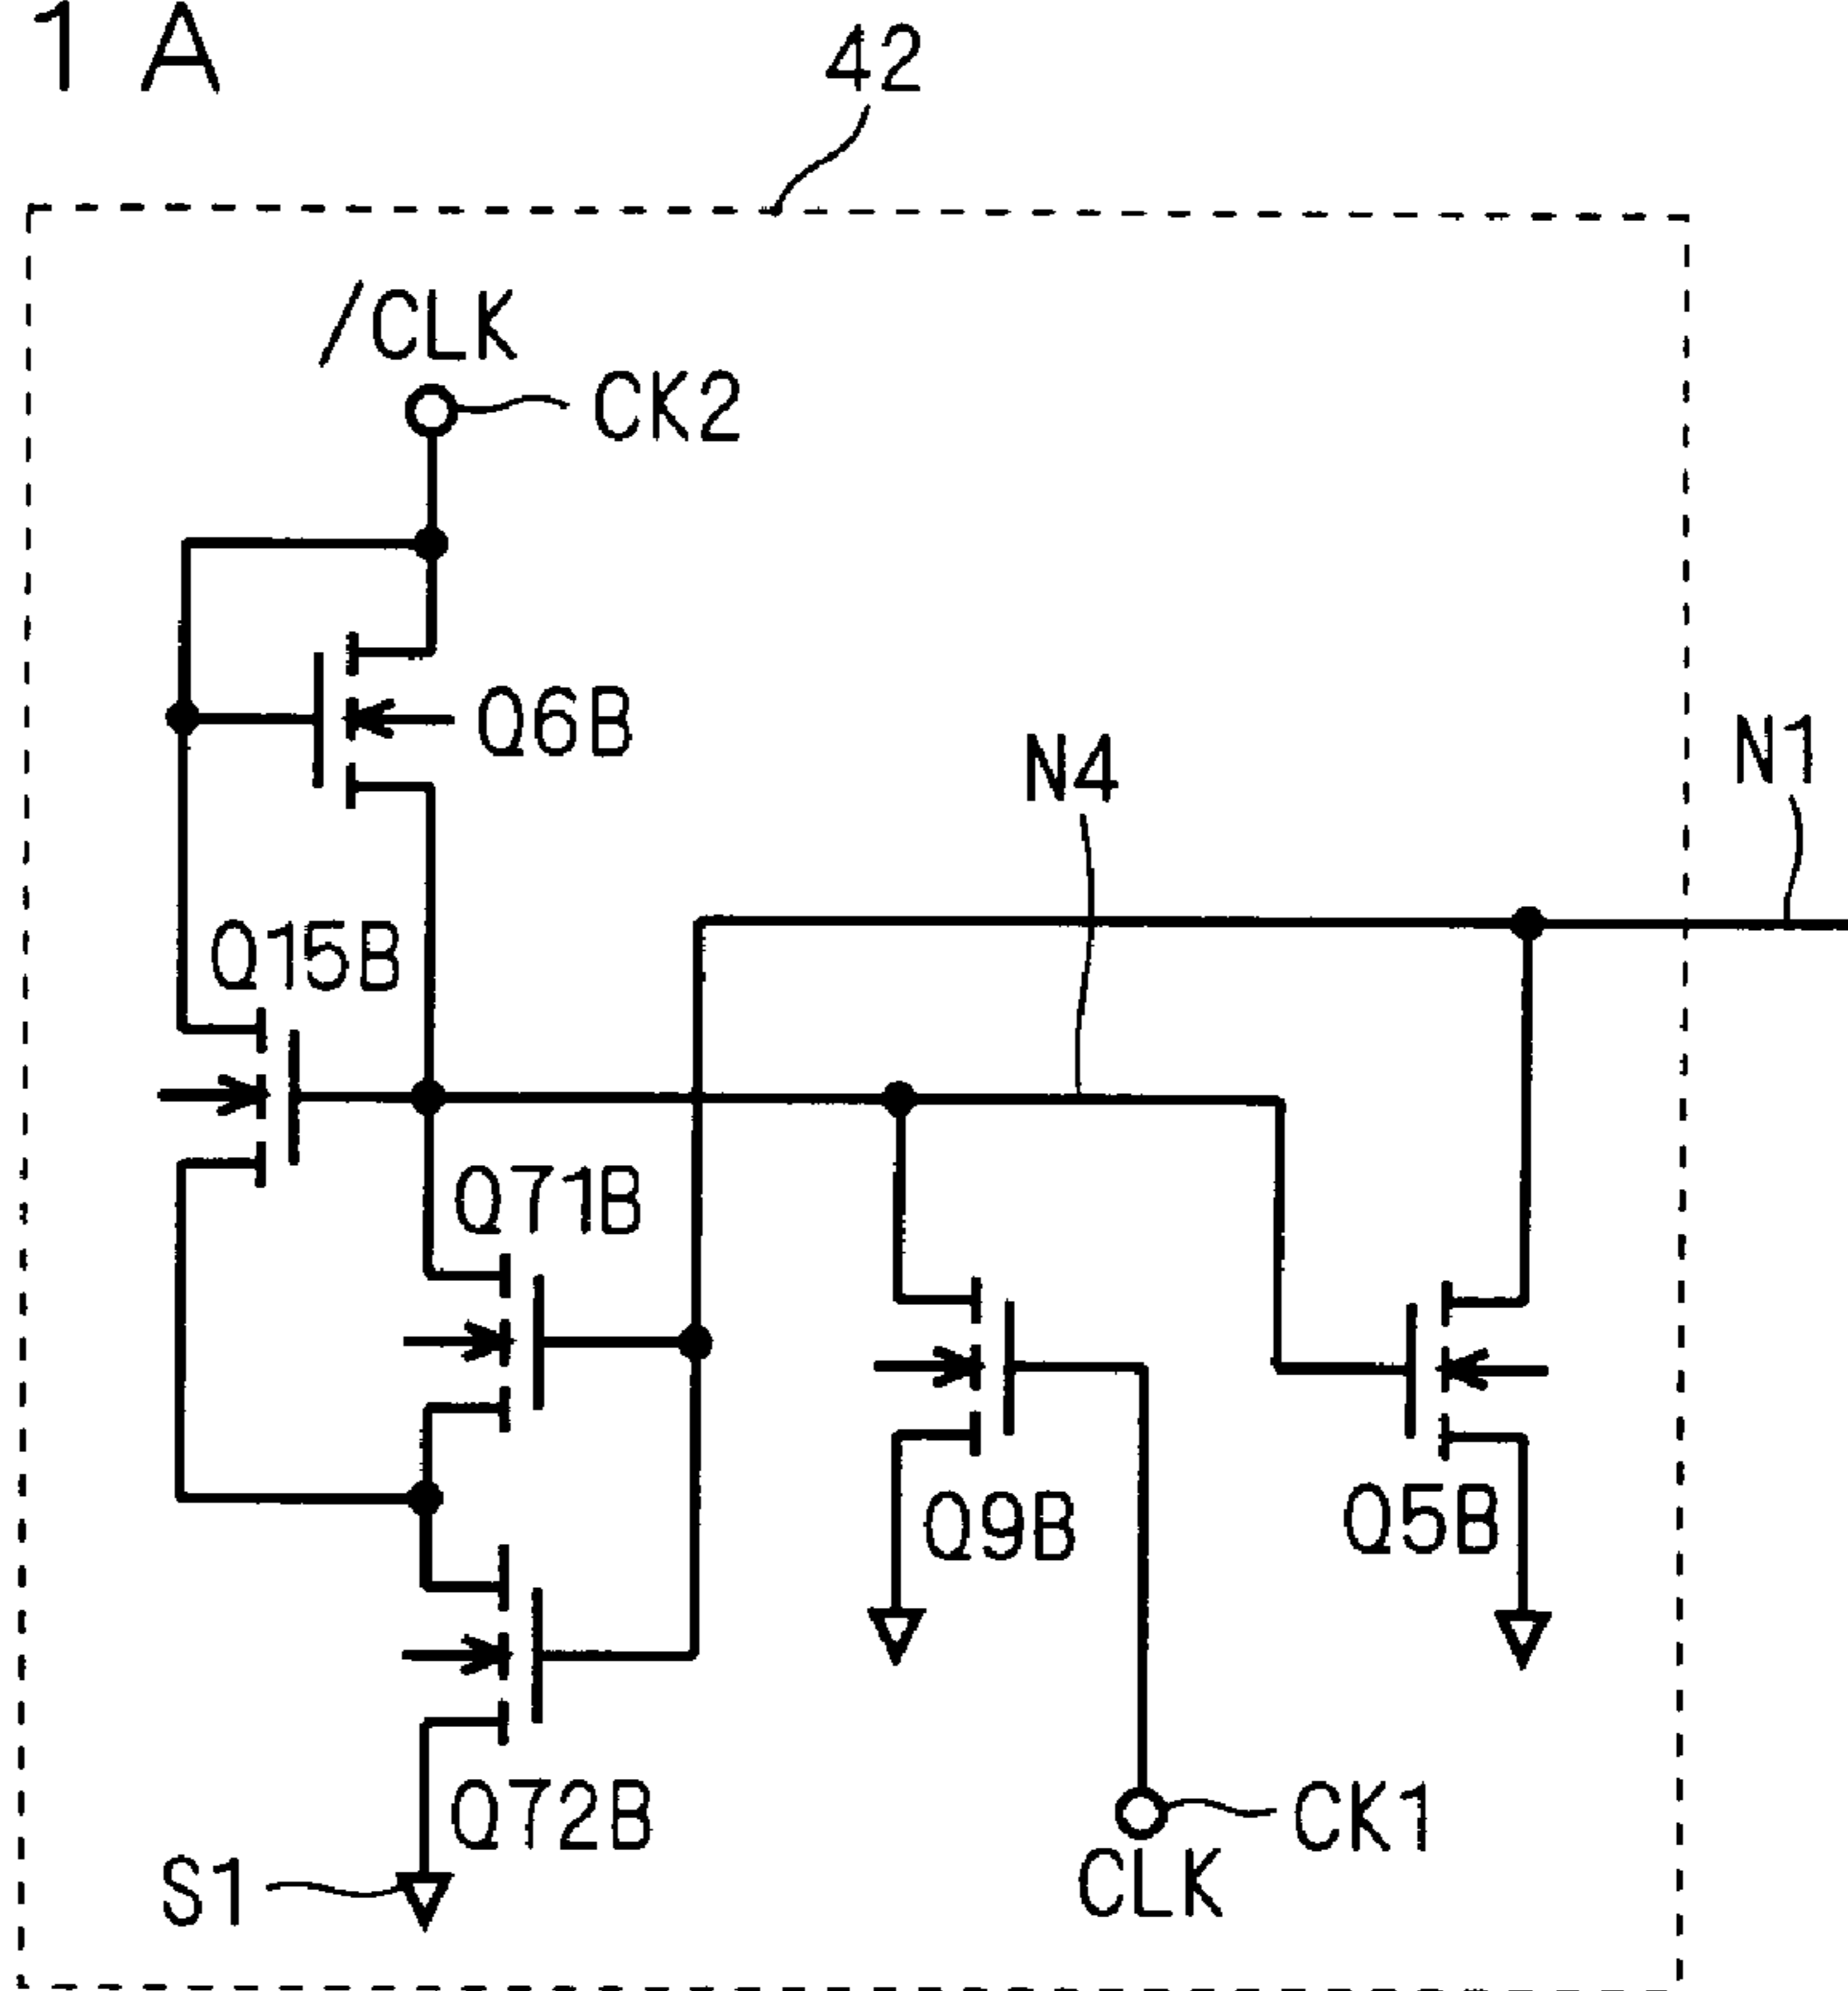 1 A
42
/CLK
CK2
Q6B
N4
N1
Q15B
Q71B
Q9B
Q5B
Q72B
CK1
S1
CLK